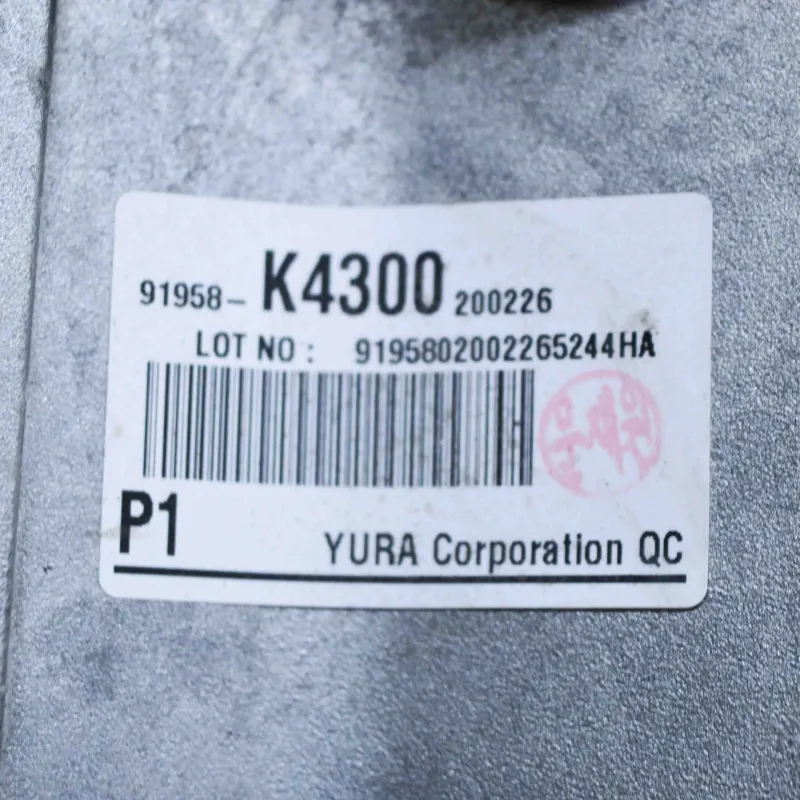 91958- K4300 200226
LOT NO : 9195802002265244HA
P1
YURA Corporation QC